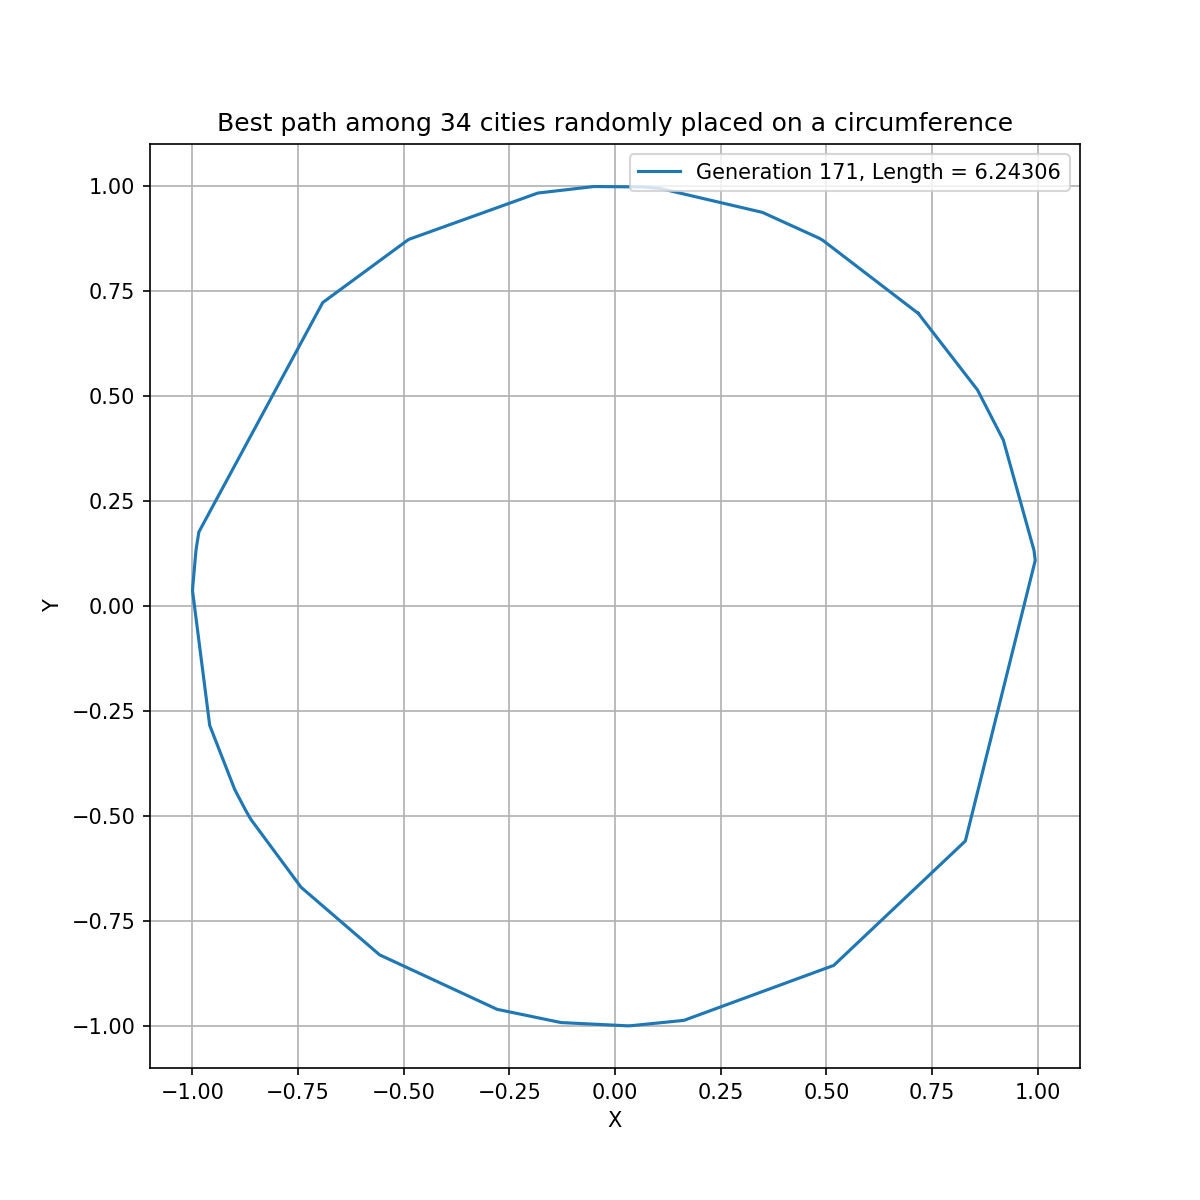 Best path among 34 cities randomly placed on a circumference
Generation 171, Length = 6.24306
1.00
0.75
0.50
0.25
0.00
−0.25
−0.50
−0.75
−1.00
Y
−1.00 −0.75 −0.50 −0.25 0.00 0.25 0.50 0.75 1.00
X